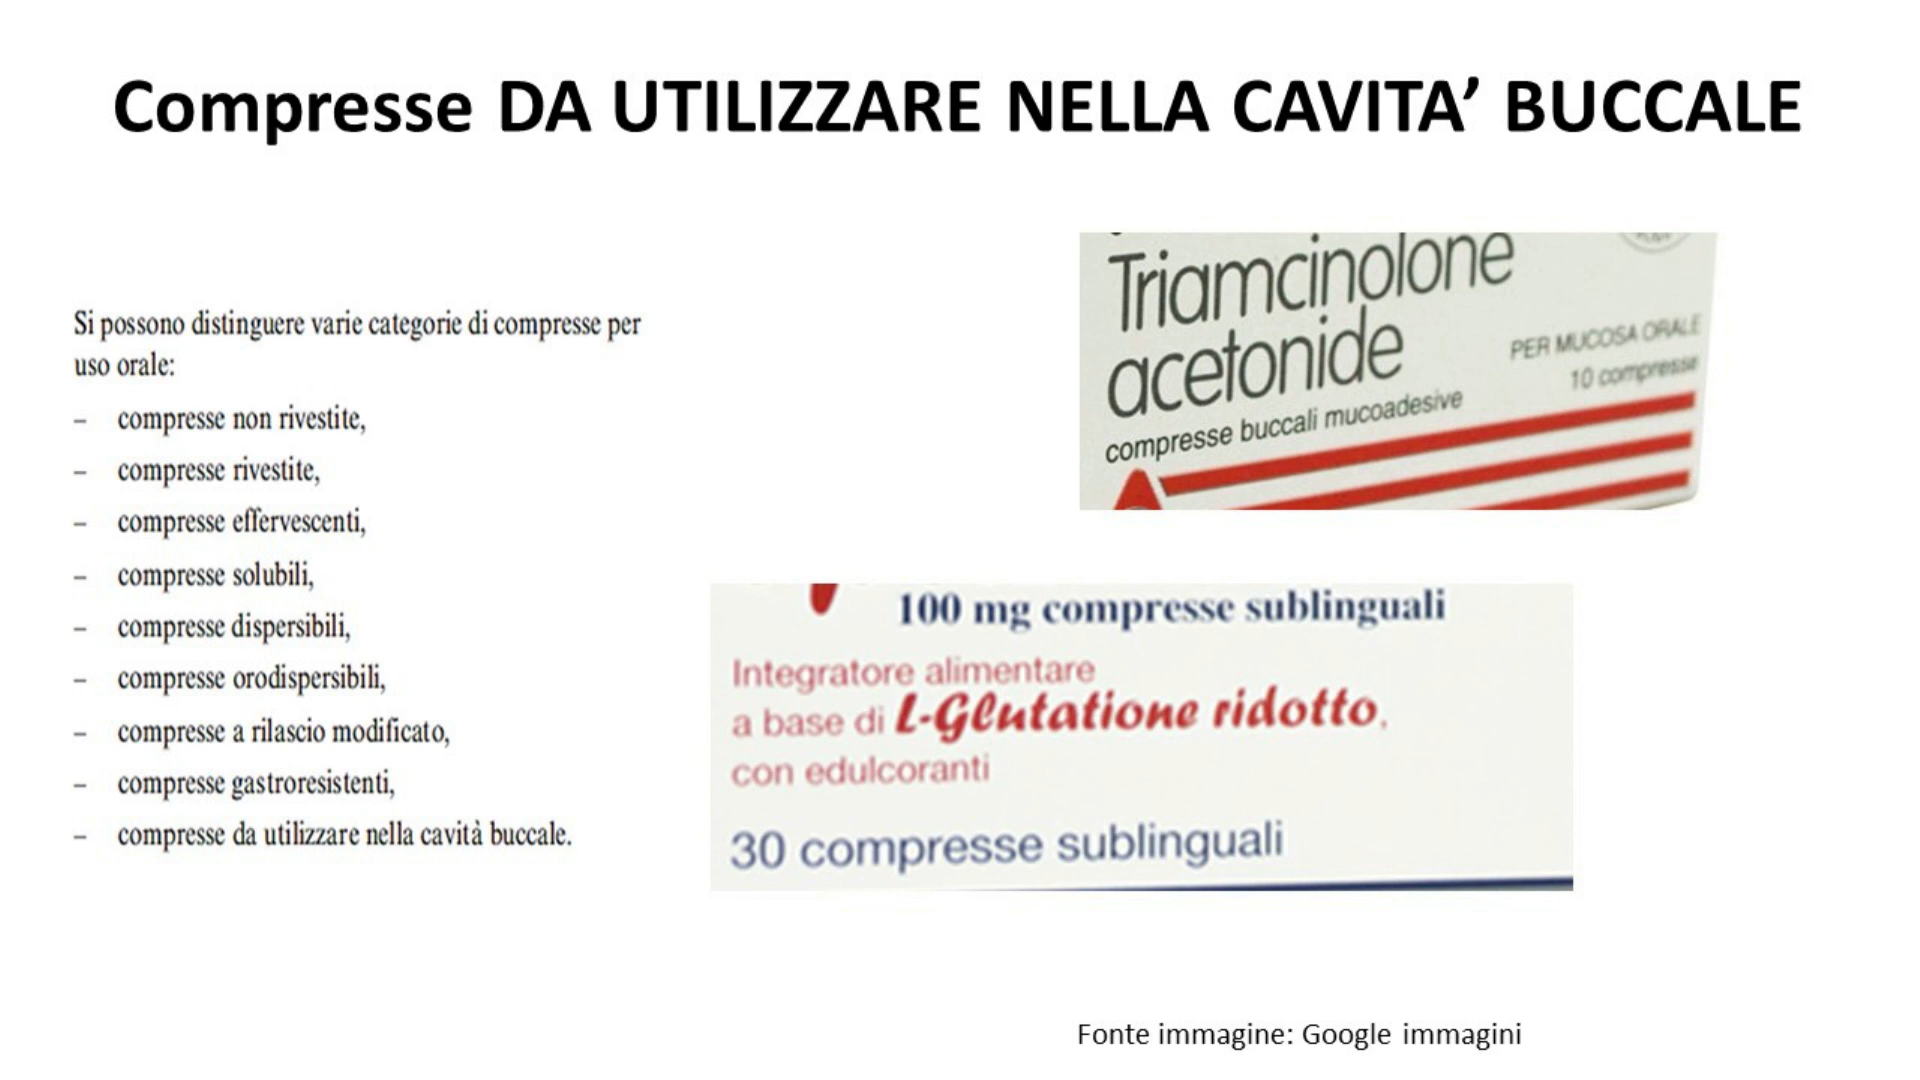 Compresse DA UTILIZZARE NELLA CAVITA’ BUCCALE
Si possono distinguere varie categorie di compresse per
uso orale:
– compresse non rivestite,
– compresse rivestite,
– compresse effervescenti,
– compresse solubili,
– compresse dispersibili,
– compresse orodispersibili,
– compresse a rilascio modificato,
– compresse gastroresistenti,
– compresse da utilizzare nella cavità buccale.
Triamcinolone
acetonide
compresse buccali mucoadesive
PER MUCOSA ORALE
10 compresse
100 mg compresse sublinguali
Integratore alimentare
a base di L-Glutatione ridotto,
con edulcoranti
30 compresse sublinguali
Fonte immagine: Google immagini